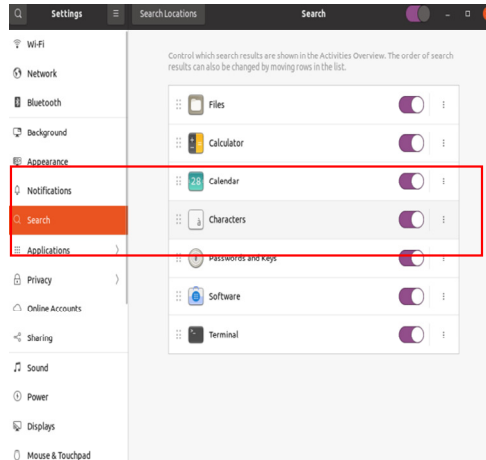 Settings
Search Locations
Search
Wi-Fi
Network
Bluetooth
Background
Appearance
Notifications
Search
Applications
Privacy
Online Accounts
Sharing
Sound
Power
Displays
Mouse & Touchpad
Control which search results are shown in the Activities Overview. The order of search
results can also be changed by moving rows in the list.
Files
Calculator
28 Calendar
à Characters
Passwords and Keys
Software
Terminal